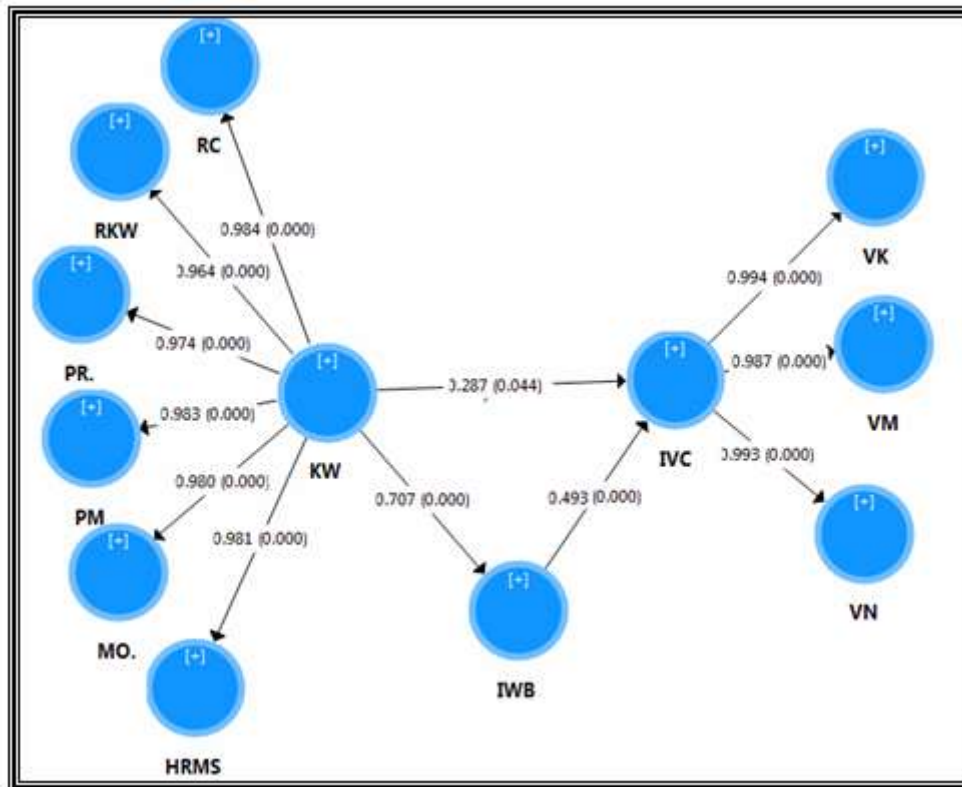 [+]
RC
[+]
RKW
[+]
VK
0.984 (0.000)
0.964 (0.000)
[+]
PR.
0.994 (0.000)
[+]
VM
0.974 (0.000)
[+]
KW
0.287 (0.044)
[+]
IVC
0.987 (0.000)
[+]
PM
0.983 (0.000)
0.980 (0.000)
0.981 (0.000)
0.707 (0.000)
0.493 (0.000)
0.993 (0.000)
[+]
VN
[+]
MO.
[+]
IWB
[+]
HRMS